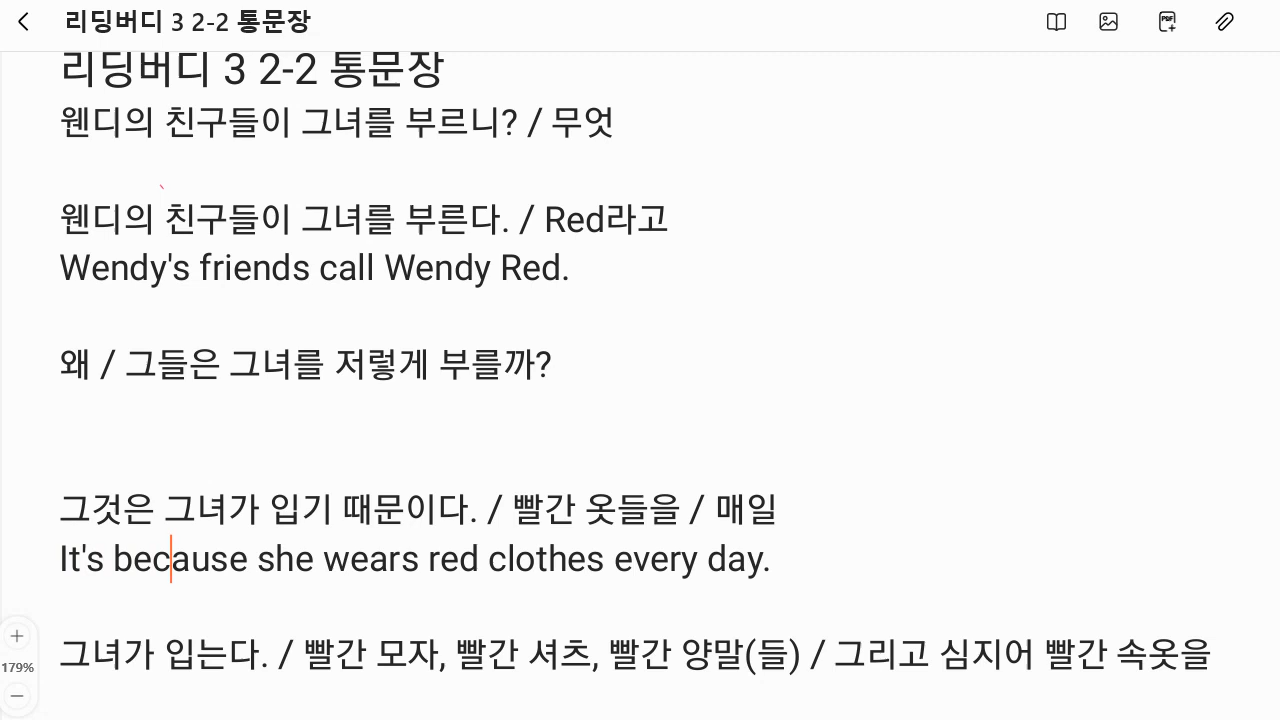 리딩버디 3 2-2 통문장
리딩버디 3 2-2 통문장
웬디의 친구들이 그녀를 부르니? / 무엇
웬디의 친구들이 그녀를 부른다. / Red라고
Wendy's friends call Wendy Red.
왜 / 그들은 그녀를 저렇게 부를까?
그것은 그녀가 입기 때문이다. / 빨간 옷들을 / 매일
It's because she wears red clothes every day.
그녀가 입는다. / 빨간 모자, 빨간 셔츠, 빨간 양말(들) / 그리고 심지어 빨간 속옷을
179%